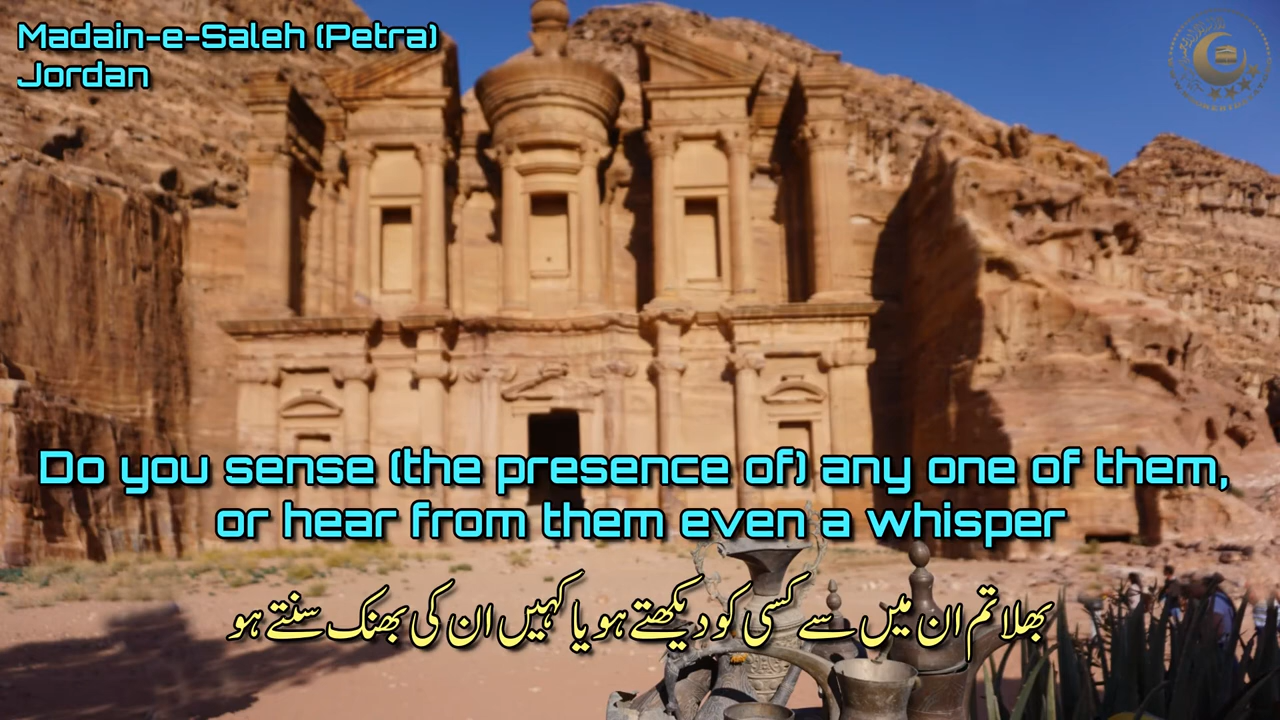 Madain-e-Saleh (Petra)
Jordan
Do you sense (the presence of) any one of them,
or hear from them even a whisper
بھلا تم ان میں سے کسی کو دیکھتے ہو یا کہیں ان کی بھنک سنتے ہو